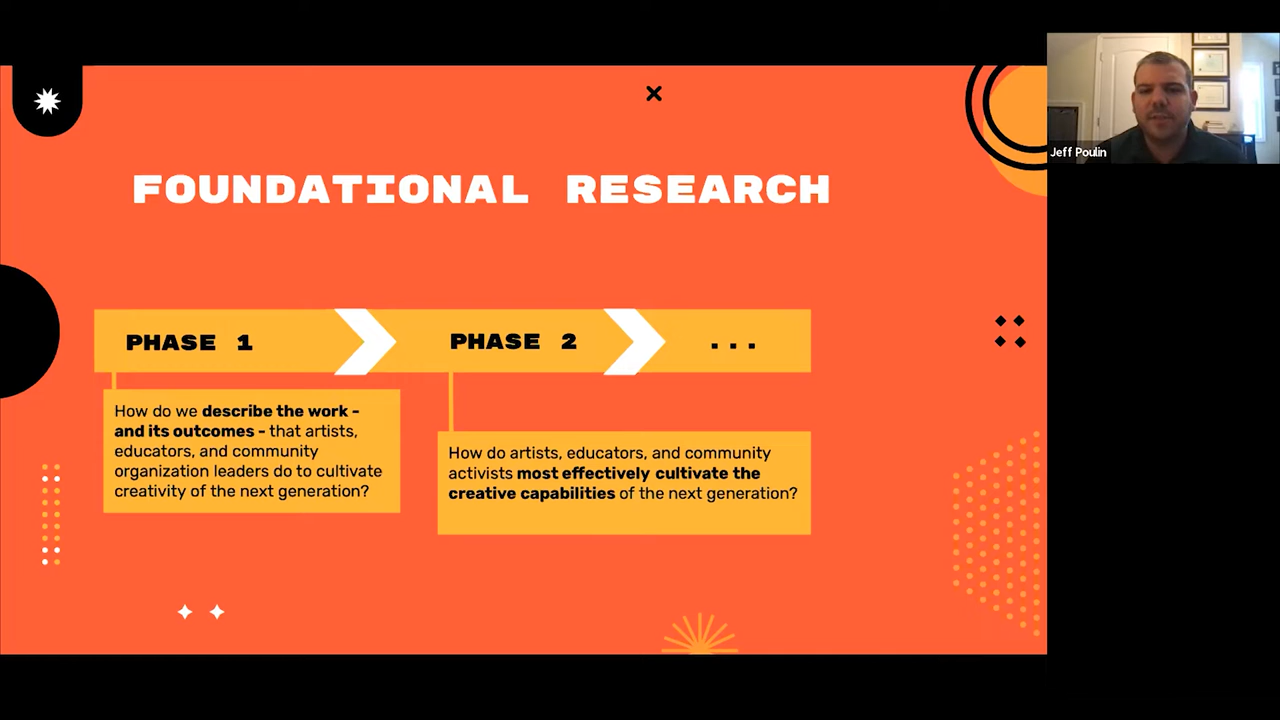 Jeff Poulin
FOUNDATIONAL RESEARCH
PHASE 1
PHASE 2
...
How do we describe the work -
and its outcomes - that artists,
educators, and community
organization leaders do to cultivate
creativity of the next generation?
How do artists, educators, and community
activists most effectively cultivate the
creative capabilities of the next generation?